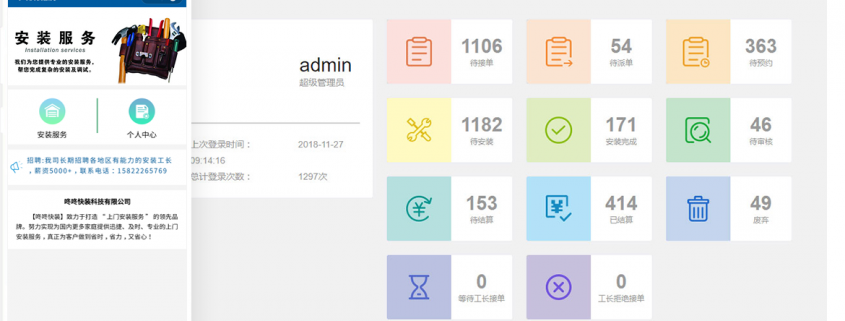 安装服务
Installation services
我们为您提供专业的安装服务，
帮您完成复杂的安装及调试。
安装服务
个人中心
招聘:我司长期招聘各地区有能力的安装工长
，薪资5000+，联系电话：15822265769
咚咚快装科技有限公司
【咚咚快装】致力于打造 “上门安装服务” 的领先品
牌。努力实现为国内更多家庭提供迅捷、及时、专业的上门
安装服务，真正为客户做到省时，省力，又省心！
admin
超级管理员
上次登录时间：
2018-11-27
09:14:16
总计登录次数：
1297次
1106
待接单
54
待派单
363
待预约
1182
待安装
171
安装完成
46
待审核
153
待结算
414
已结算
49
废弃
0
等待工长接单
0
工长拒绝接单